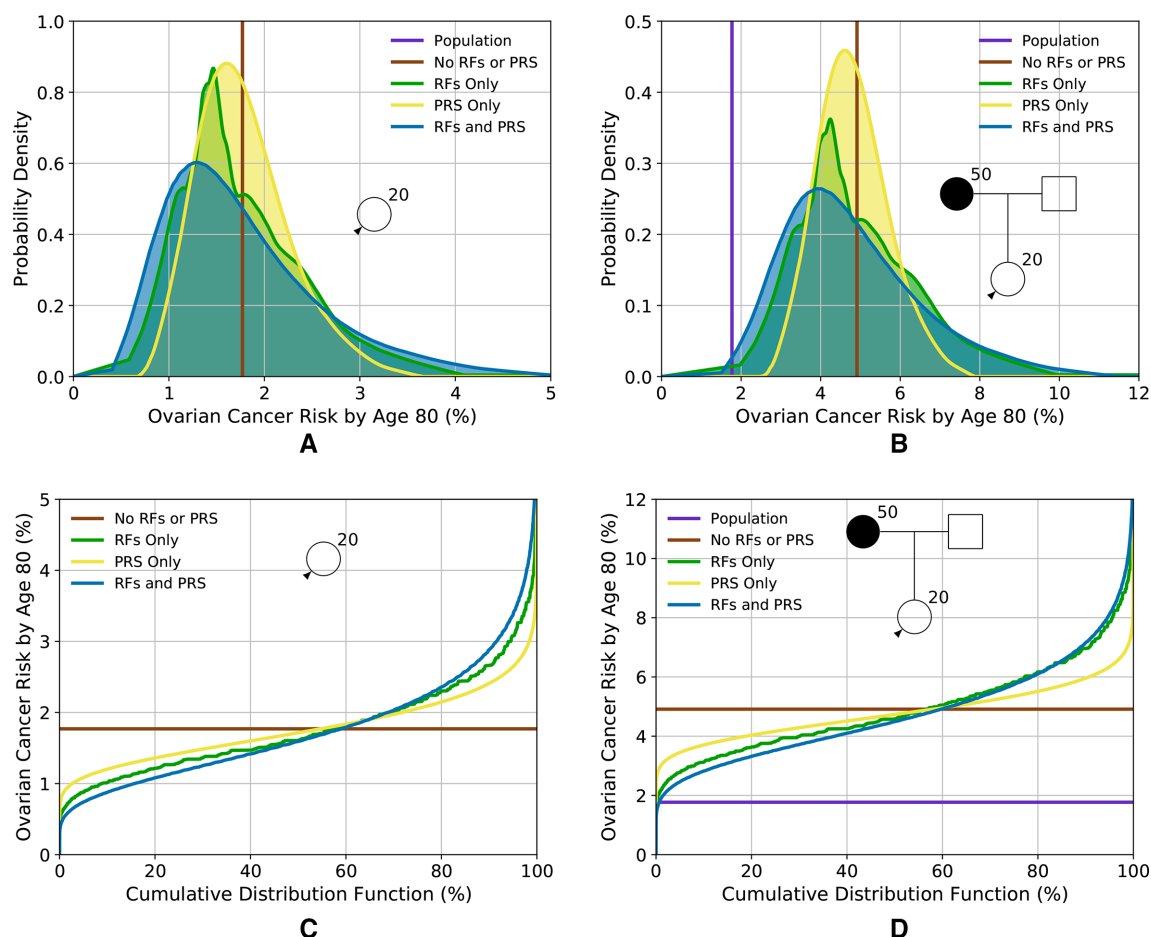 1.0
0.8
0.6
0.4
0.2
0.0
Probability Density
0 1 2 3 4 5
Ovarian Cancer Risk by Age 80 (%)
Population
No RFs or PRS
RFs Only
PRS Only
RFs and PRS
20
A
0.5
0.4
0.3
0.2
0.1
0.0
Probability Density
0 2 4 6 8 10 12
Ovarian Cancer Risk by Age 80 (%)
Population
No RFs or PRS
RFs Only
PRS Only
RFs and PRS
50
20
B
5
4
3
2
1
0
Ovarian Cancer Risk by Age 80 (%)
0 20 40 60 80 100
Cumulative Distribution Function (%)
No RFs or PRS
RFs Only
PRS Only
RFs and PRS
20
C
12
10
8
6
4
2
0
Ovarian Cancer Risk by Age 80 (%)
0 20 40 60 80 100
Cumulative Distribution Function (%)
Population
No RFs or PRS
RFs Only
PRS Only
RFs and PRS
50
20
D